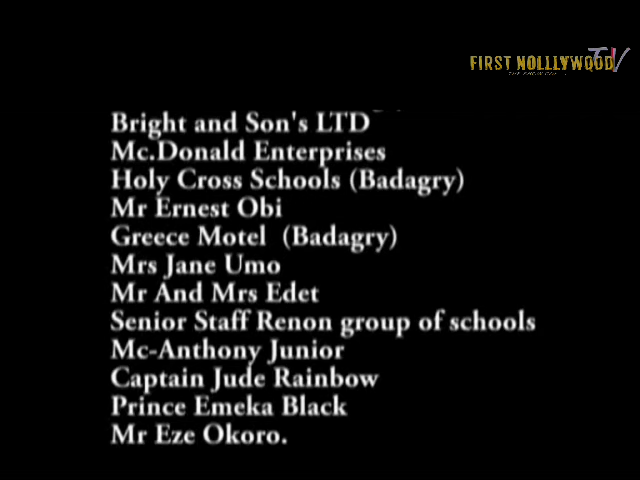 FIRST NOLLLYWOOD TV
Bright and Son's LTD
Mc.Donald Enterprises
Holy Cross Schools (Badagry)
Mr Ernest Obi
Greece Motel (Badagry)
Mrs Jane Umo
Mr And Mrs Edet
Senior Staff Renon group of schools
Mc-Anthony Junior
Captain Jude Rainbow
Prince Emeka Black
Mr Eze Okoro.